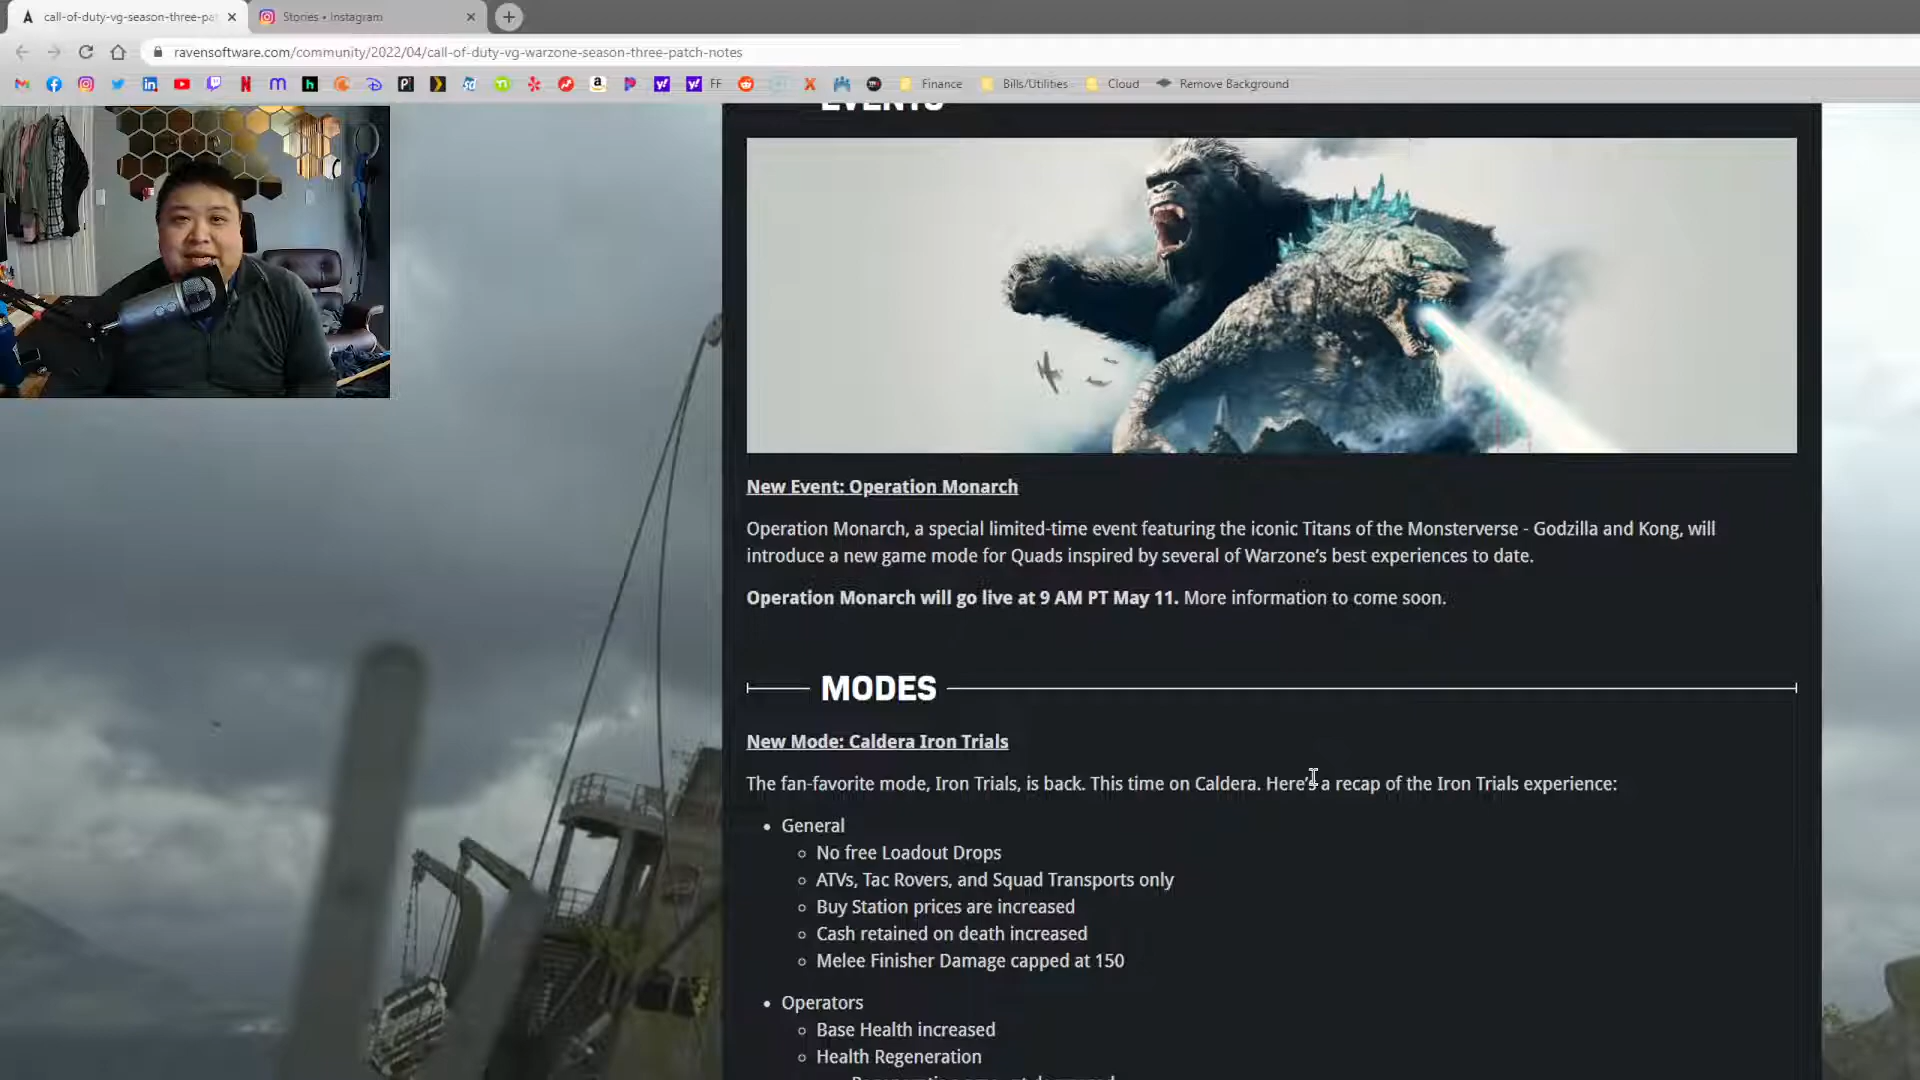 call-of-duty-vg-season-three-pat
Stories • Instagram
ravensoftware.com/community/2022/04/call-of-duty-vg-warzone-season-three-patch-notes
FF
Finance
Bills/Utilities
Cloud
Remove Background
EVENTS
New Event: Operation Monarch
Operation Monarch, a special limited-time event featuring the iconic Titans of the Monsterverse - Godzilla and Kong, will
introduce a new game mode for Quads inspired by several of Warzone's best experiences to date.
Operation Monarch will go live at 9 AM PT May 11. More information to come soon.
MODES
New Mode: Caldera Iron Trials
The fan-favorite mode, Iron Trials, is back. This time on Caldera. Here's a recap of the Iron Trials experience:
• General
No free Loadout Drops
ATVs, Tac Rovers, and Squad Transports only
Buy Station prices are increased
Cash retained on death increased
Melee Finisher Damage capped at 150
• Operators
Base Health increased
Health Regeneration